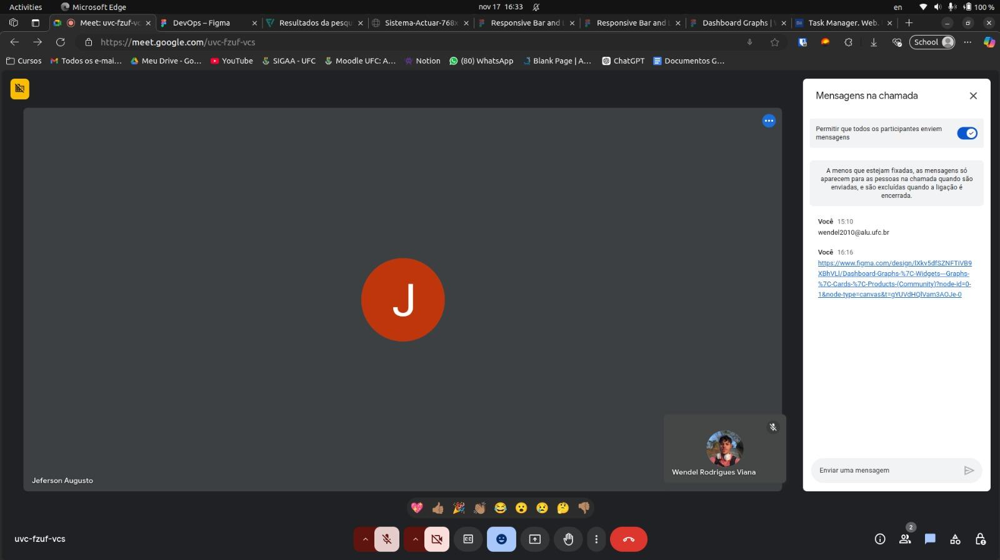 Activities
Microsoft Edge
nov 17 16:33
en
100 %
Meet: uvc-fzuf-vc
DevOps – Figma
Resultados da pesqu
Sistema-Actuar-768x
Responsive Bar and L
Responsive Bar and L
Dashboard Graphs |
Task Manager. Web.
https://meet.google.com/uvc-fzuf-vcs
School
Cursos
Todos os e-mai...
Meu Drive - Go...
YouTube
SIGAA - UFC
Moodle UFC: A...
Notion
(80) WhatsApp
Blank Page | A...
ChatGPT
Documentos G...
Mensagens na chamada
Permitir que todos os participantes enviem
mensagens
A menos que estejam fixadas, as mensagens só
aparecem para as pessoas na chamada quando são
enviadas, e são excluídas quando a ligação é
encerrada.
Você 15:10
wendel2010@alu.ufc.br
Você 16:16
https://www.figma.com/design/lXkv5dfSZNFTiVB9
XBhVLl/Dashboard-Graphs-%7C-Widgets---Graphs-
%7C-Cards-%7C-Products-(Community)?node-id=0-
1&node-type=canvas&t=gYUVdHQlVam3AOJe-0
Enviar uma mensagem
J
Jeferson Augusto
Wendel Rodrigues Viana
uvc-fzuf-vcs
CC
2